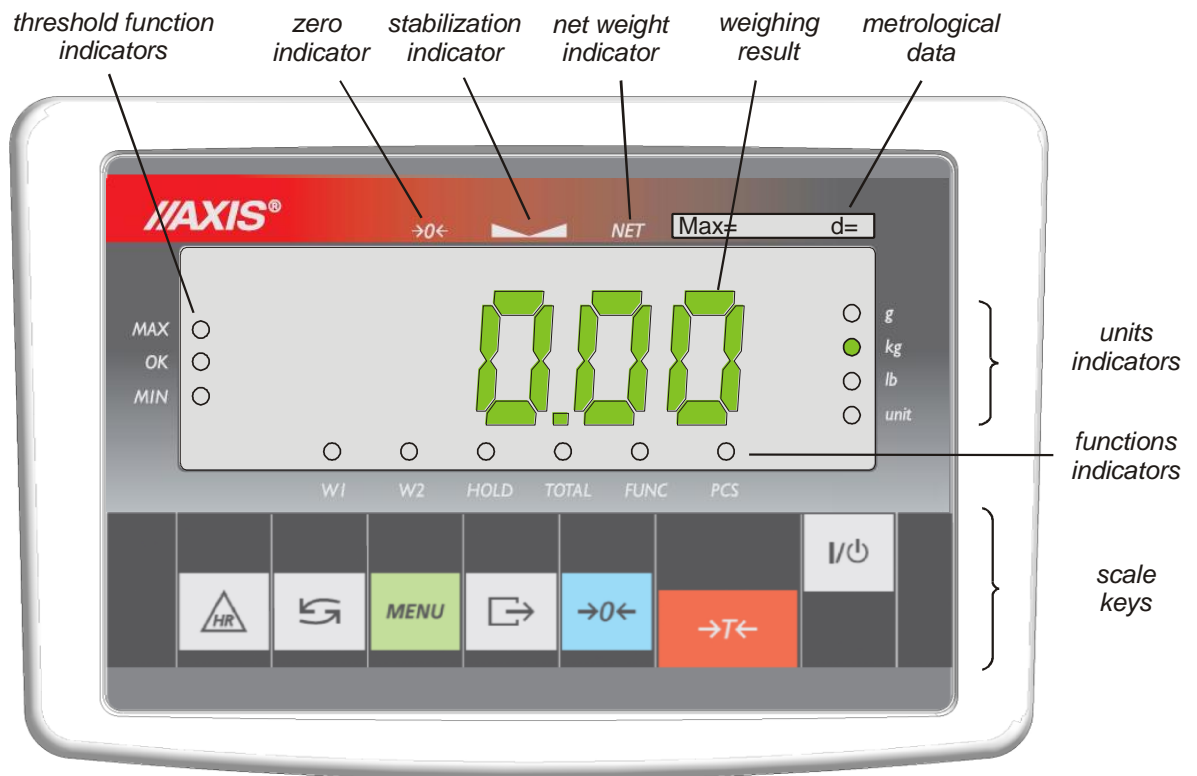 threshold function
indicators
zero
indicator
stabilization
indicator
net weight
indicator
weighing
result
metrological
data
//AXIS®
→0←
NET
Max= d=
0.00
MAX
OK
MIN
g
kg
lb
unit
units
indicators
functions
indicators
W1 W2 HOLD TOTAL FUNC PCS
I/⏻
HR
MENU
→0←
→T←
scale
keys